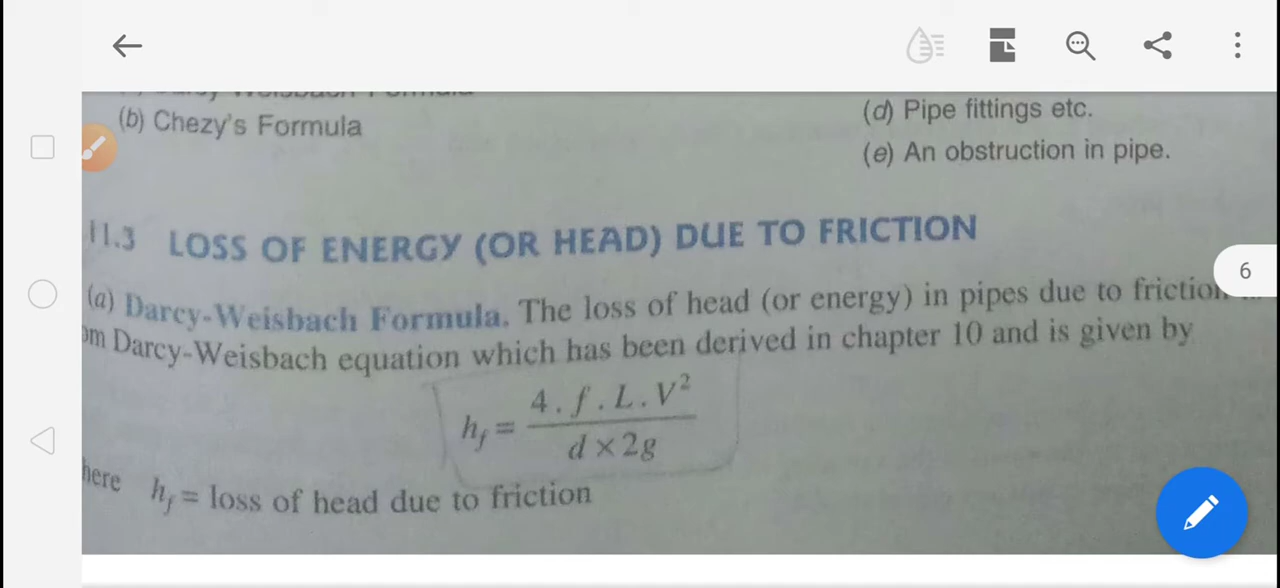 (b) Chezy's Formula
(d) Pipe fittings etc.
(e) An obstruction in pipe.
11.3 LOSS OF ENERGY (OR HEAD) DUE TO FRICTION
6
(a) Darcy-Weisbach Formula. The loss of head (or energy) in pipes due to friction
om Darcy-Weisbach equation which has been derived in chapter 10 and is given by
h_f = \frac{4 . f . L . V^2}{d × 2g}
here h_f = loss of head due to friction